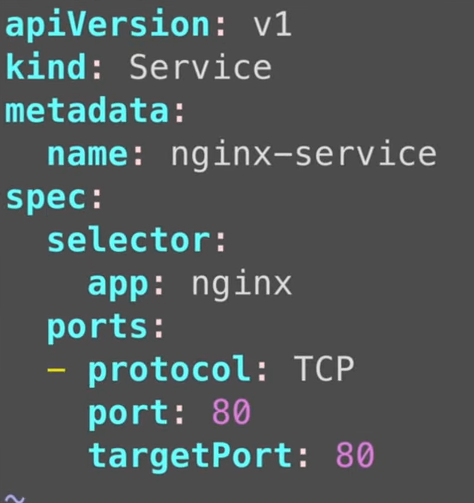 apiVersion: v1
kind: Service
metadata:
  name: nginx-service
spec:
  selector:
    app: nginx
  ports:
  - protocol: TCP
    port: 80
    targetPort: 80
~